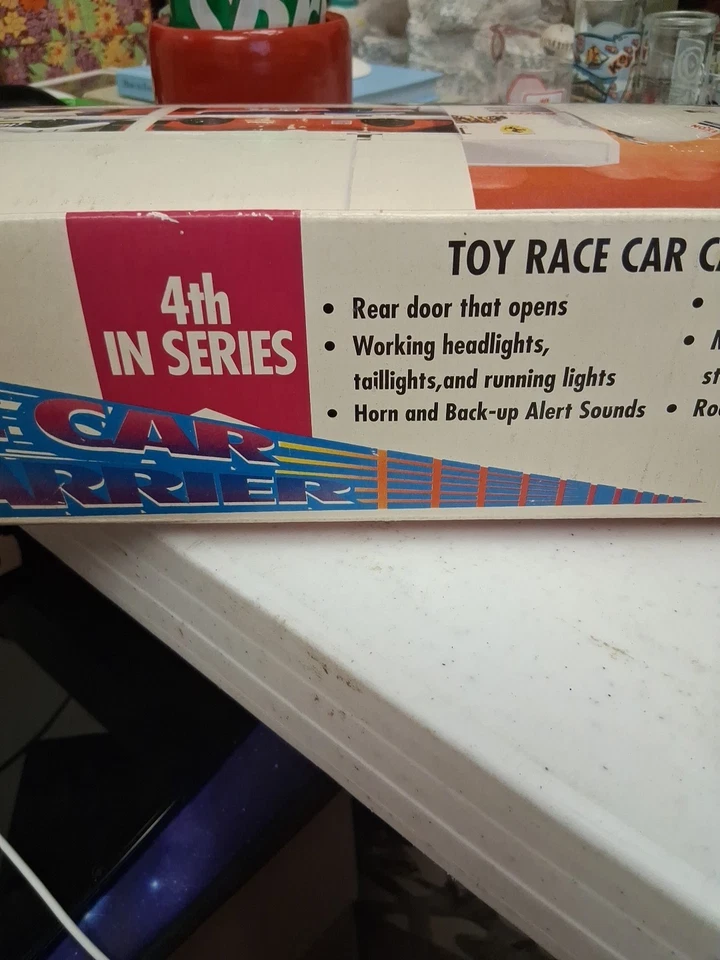 4th
IN SERIES
TOY RACE CAR
• Rear door that opens
• Working headlights,
taillights,and running lights
• Horn and Back-up Alert Sounds
•
•
•
CAR
ARRIER